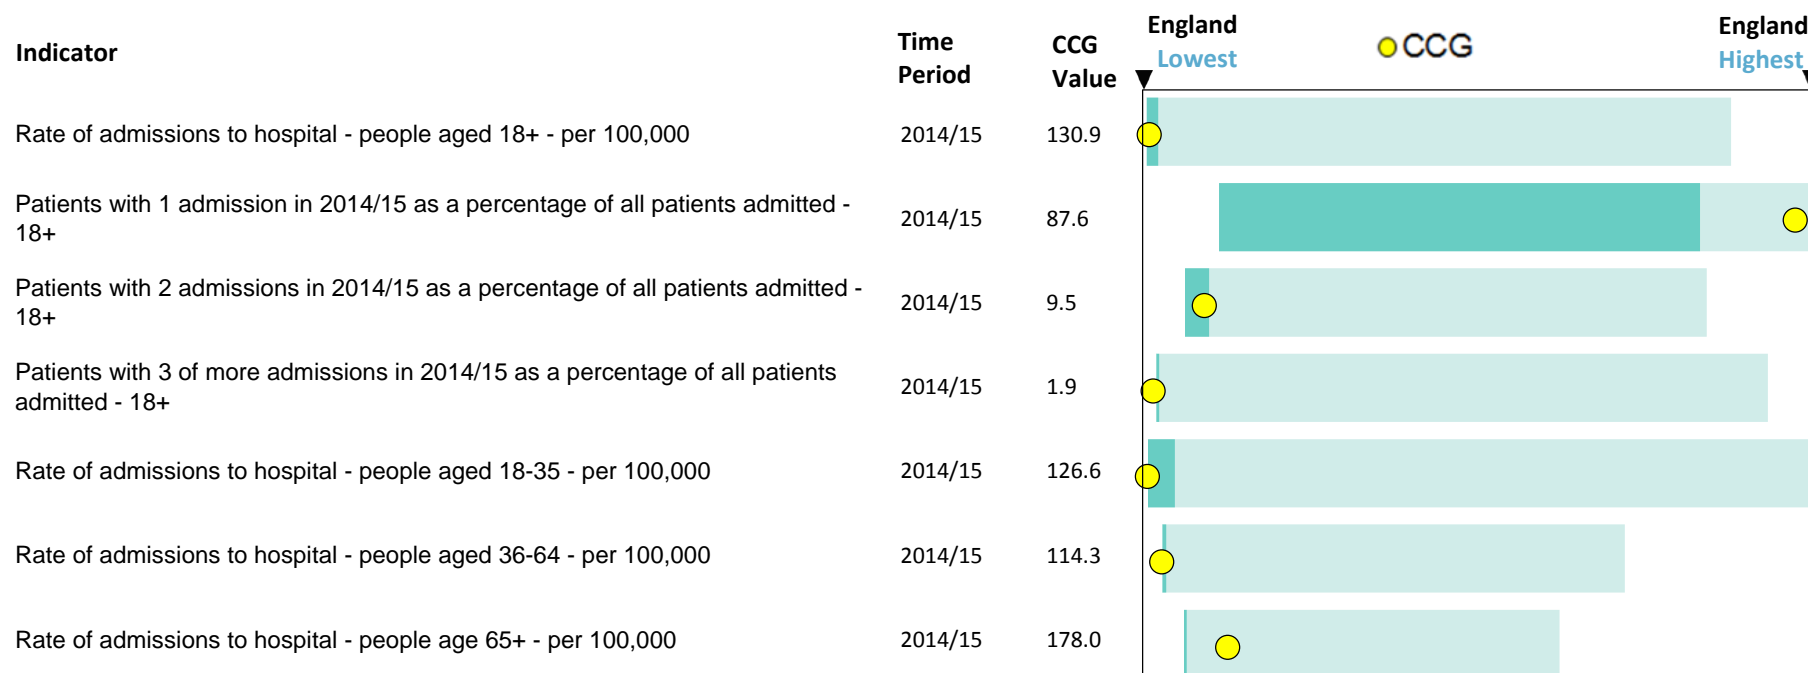 Indicator
Time
Period
CCG
Value
England
Lowest
CCG
England
Highest
Rate of admissions to hospital - people aged 18+ - per 100,000
2014/15
130.9
Patients with 1 admission in 2014/15 as a percentage of all patients admitted -
18+
2014/15
87.6
Patients with 2 admissions in 2014/15 as a percentage of all patients admitted -
18+
2014/15
9.5
Patients with 3 of more admissions in 2014/15 as a percentage of all patients
admitted - 18+
2014/15
1.9
Rate of admissions to hospital - people aged 18-35 - per 100,000
2014/15
126.6
Rate of admissions to hospital - people aged 36-64 - per 100,000
2014/15
114.3
Rate of admissions to hospital - people age 65+ - per 100,000
2014/15
178.0